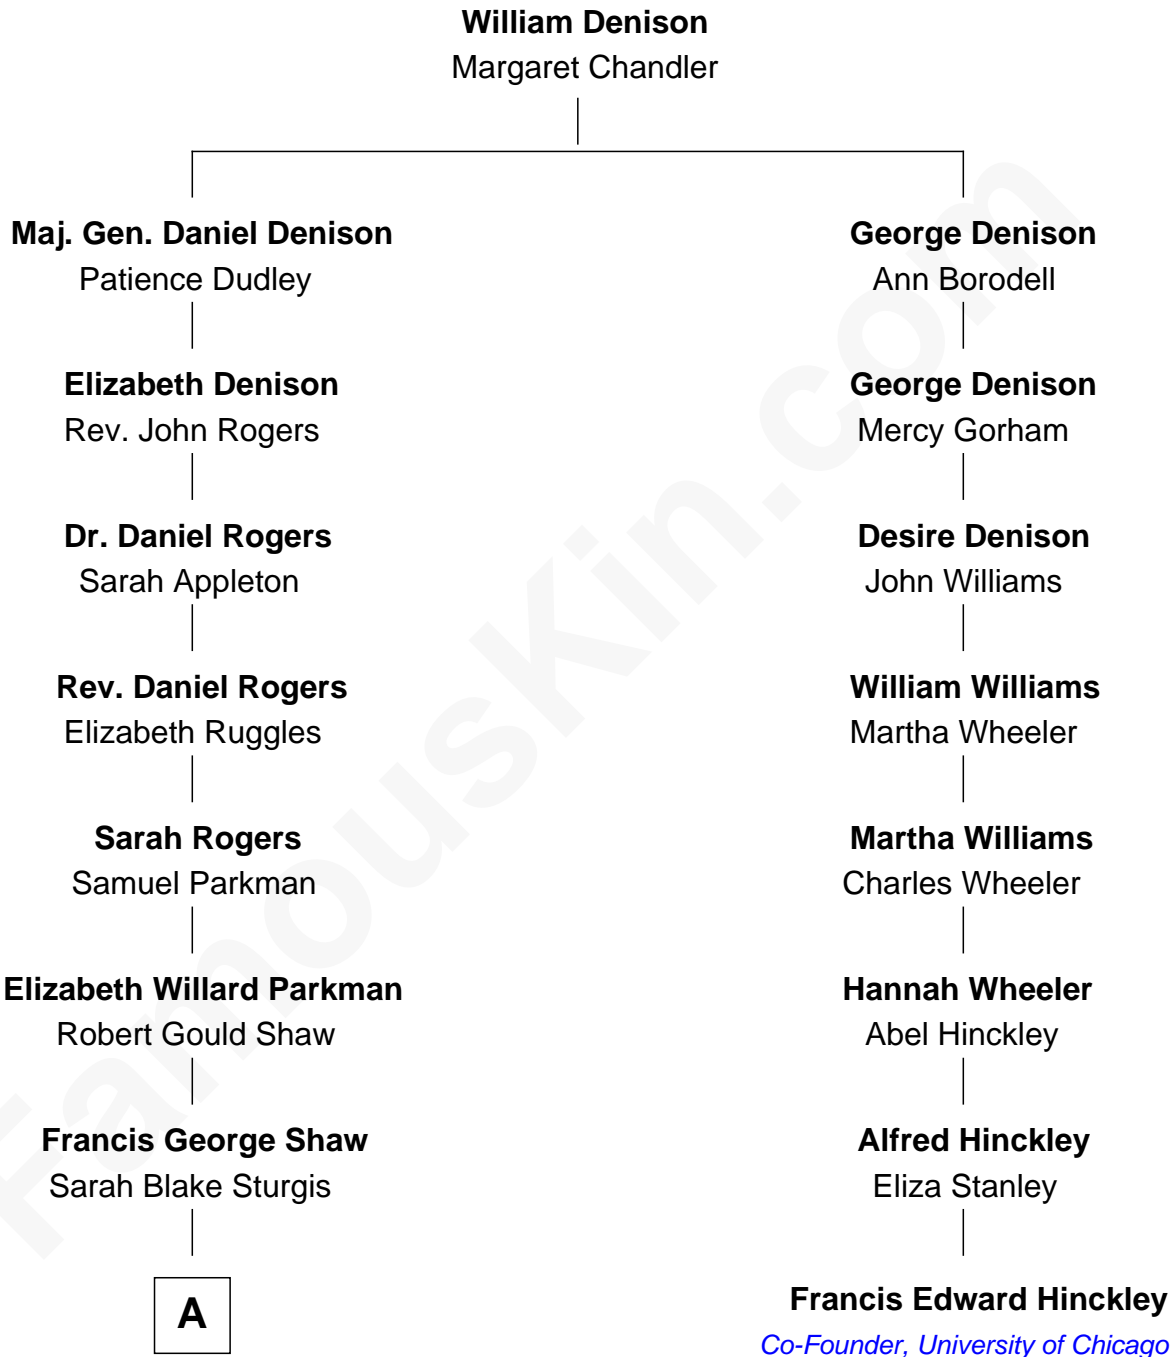 William Denison
Margaret Chandler
Maj. Gen. Daniel Denison
Patience Dudley
George Denison
Ann Borodell
Elizabeth Denison
Rev. John Rogers
George Denison
Mercy Gorham
Dr. Daniel Rogers
Sarah Appleton
Desire Denison
John Williams
Rev. Daniel Rogers
Elizabeth Ruggles
William Williams
Martha Wheeler
Sarah Rogers
Samuel Parkman
Martha Williams
Charles Wheeler
Elizabeth Willard Parkman
Robert Gould Shaw
Hannah Wheeler
Abel Hinckley
Francis George Shaw
Sarah Blake Sturgis
Alfred Hinckley
Eliza Stanley
A
Francis Edward Hinckley
Co-Founder, University of Chicago
FamousKin.com